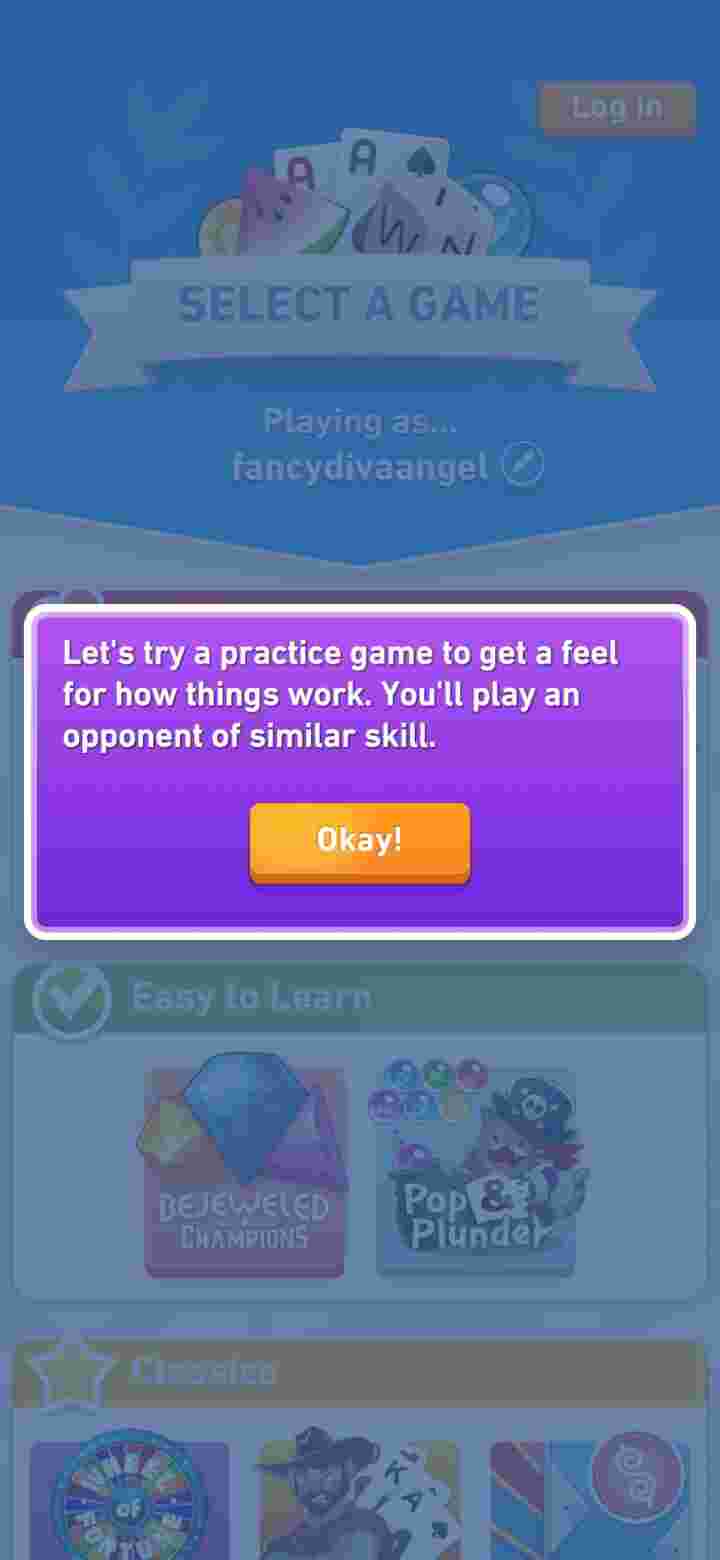 Log in
A
A
W
N
SELECT A GAME
Playing as...
fancydivaangel
Let's try a practice game to get a feel
for how things work. You'll play an
opponent of similar skill.
Okay!
Easy to Learn
BEJEWELED
CHAMPIONS
Pop &
Plunder
Classics
WHEEL
OF
FORTUNE
K
A